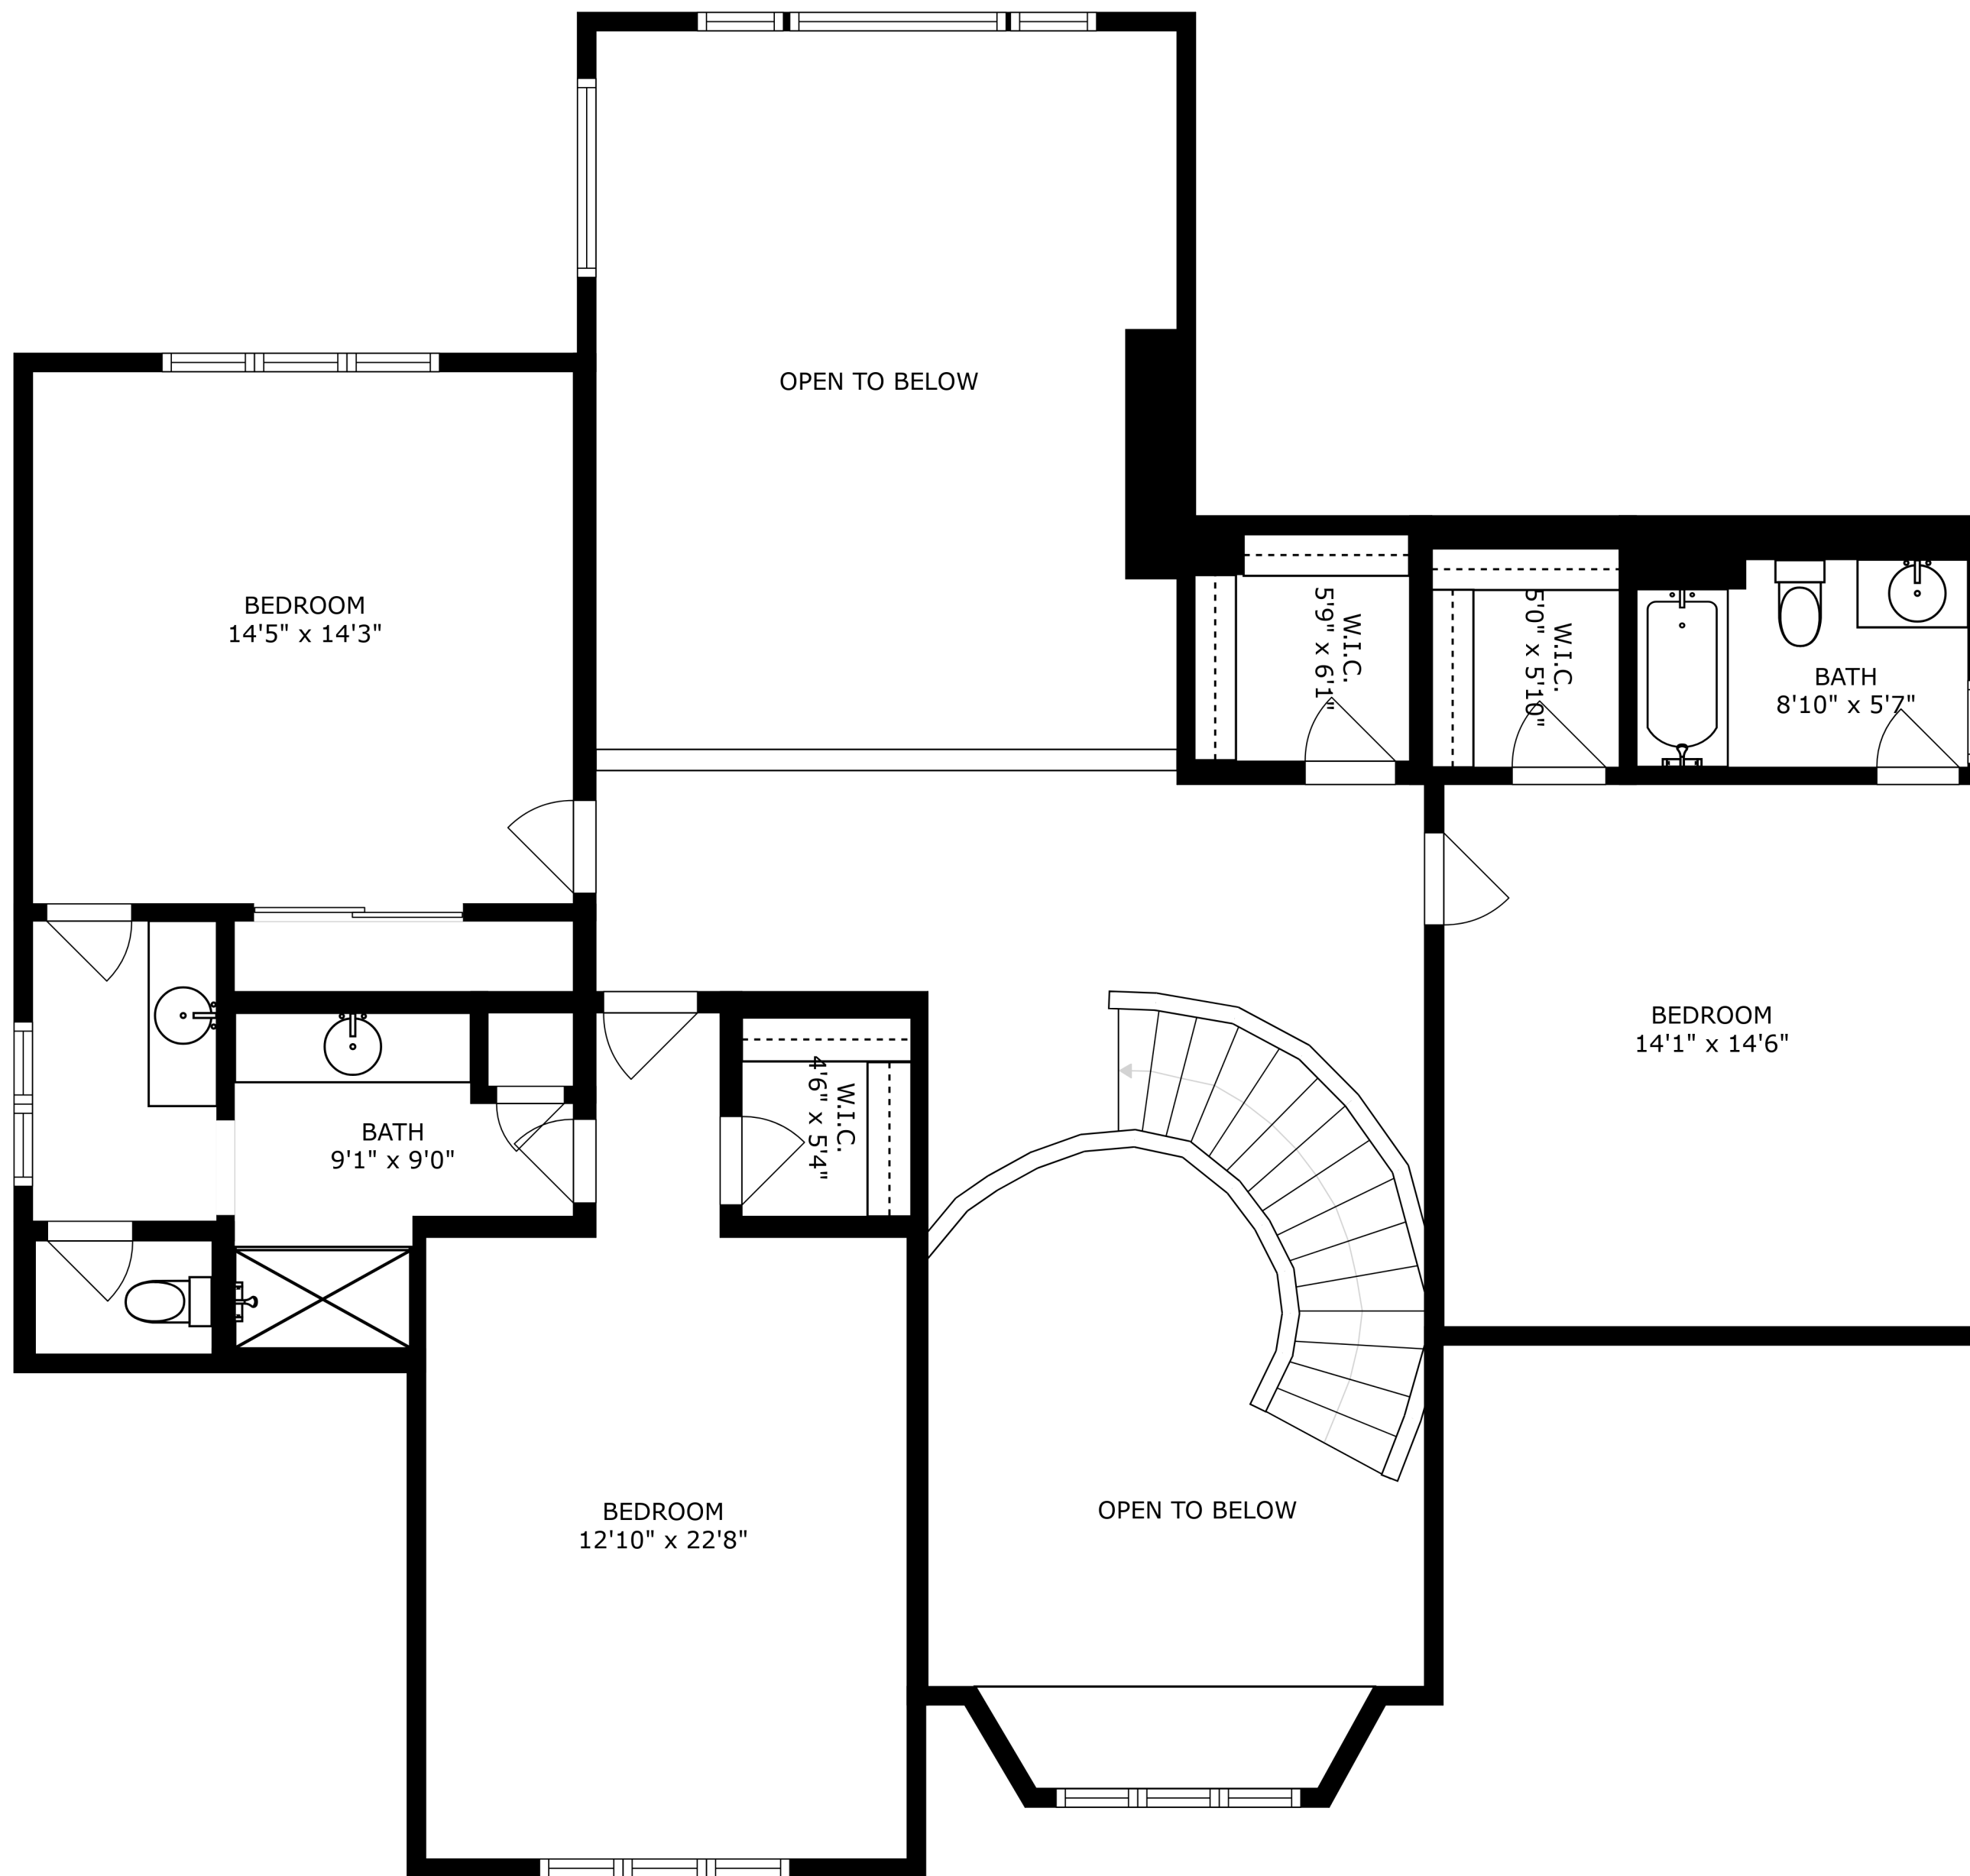 OPEN TO BELOW
BEDROOM
14'5" x 14'3"
W.I.C.
5'9" x 6'1"
W.I.C.
5'0" x 5'10"
BATH
8'10" x 5'7"
BEDROOM
14'1" x 14'6"
BATH
9'1" x 9'0"
W.I.C.
4'6" x 5'4"
BEDROOM
12'10" x 22'8"
OPEN TO BELOW